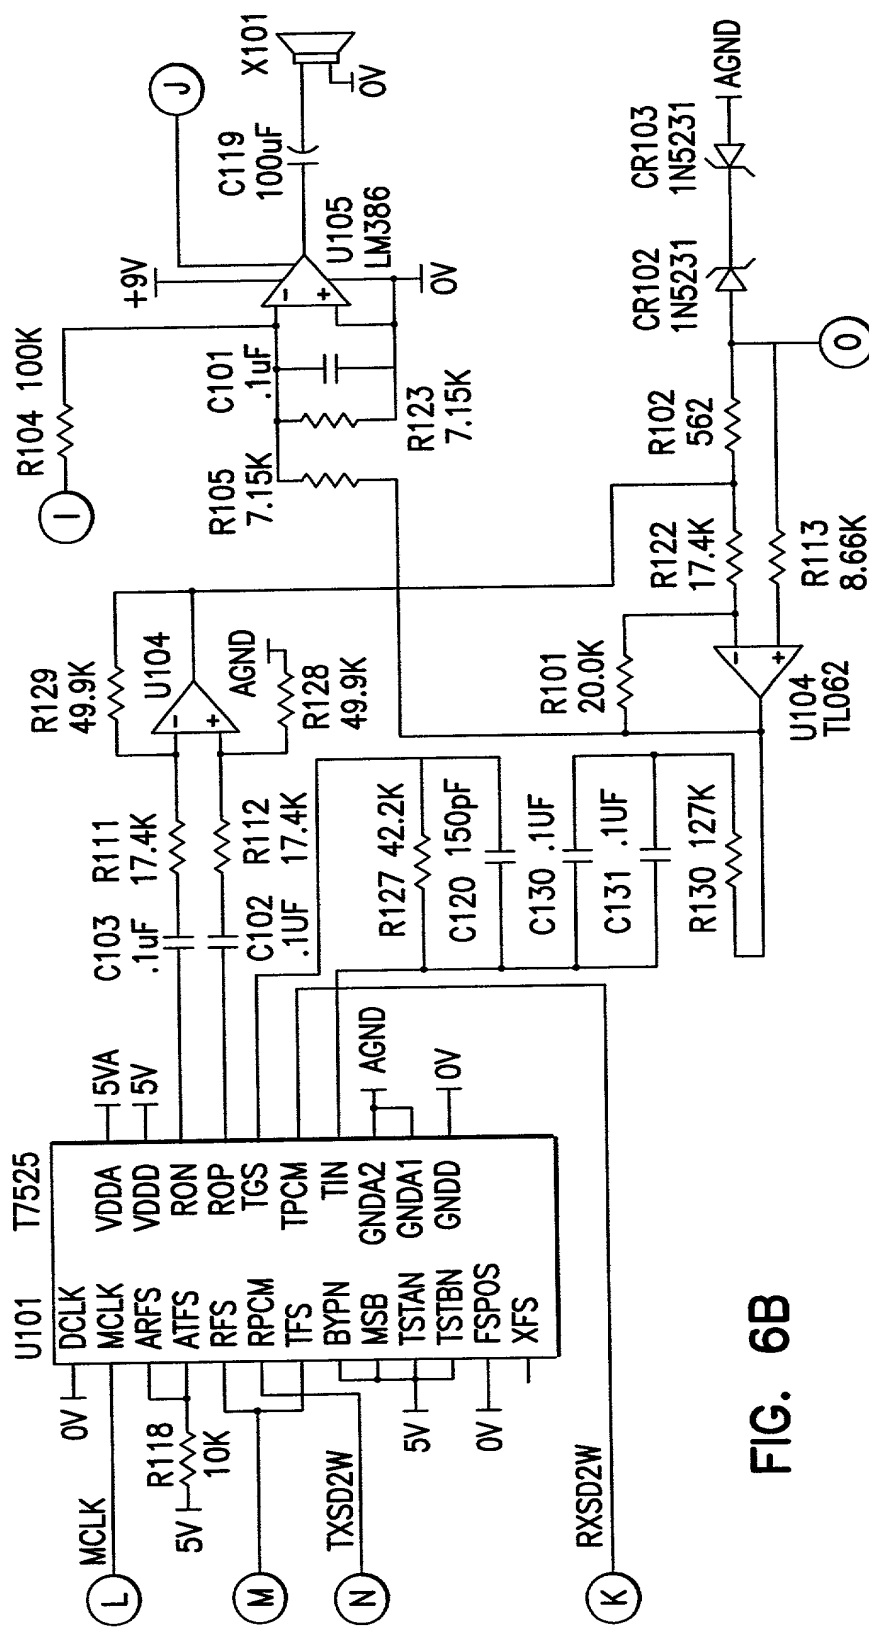 U101 T7525
DCLK
MCLK
ARFS
ATFS
RFS
RPCM
TFS
BYPN
MSB
TSTAN
TSTBN
FSPOS
XFS
VDDA
VDDD
RON
ROP
TGS
TPCM
TIN
GNDA2
GNDA1
GNDD
0V
L
MCLK
R118
10K
5V
M
N
TXSD2W
5V
0V
K
RXSD2W
5VA
5V
AGND
0V
C103
.1uF
R111
17.4K
C102
.1UF
R112
17.4K
R129
49.9K
U104
-
+
AGND
R128
49.9K
R127 42.2K
C120 150pF
C130 .1UF
C131 .1UF
R130 127K
I
R104 100K
R105
7.15K
C101
.1uF
R123
7.15K
+9V
-
+
U105
LM386
0V
J
C119
100uF
X101
0V
R101
20.0K
U104
TL062
-
+
R122
17.4K
R113
8.66K
R102
562
O
CR102
1N5231
CR103
1N5231
AGND
FIG. 6B